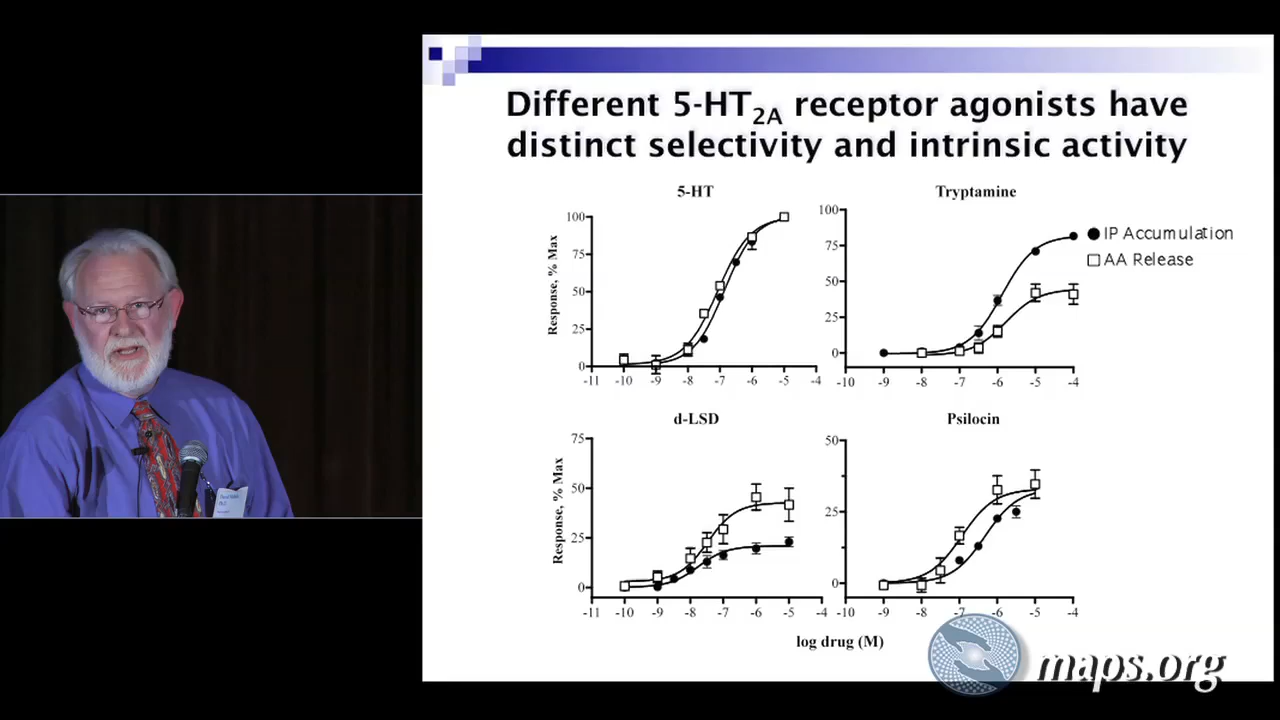 Different 5-HT2A receptor agonists have
distinct selectivity and intrinsic activity
5-HT
Response, % Max
100
75
50
25
0
-11 -10 -9 -8 -7 -6 -5 -4
Tryptamine
100
75
50
25
0
-10 -9 -8 -7 -6 -5 -4
IP Accumulation
AA Release
d-LSD
Response, % Max
75
50
25
0
-11 -10 -9 -8 -7 -6 -5 -4
Psilocin
50
25
0
-10 -9 -8 -7 -6 -5 -4
log drug (M)
maps.org